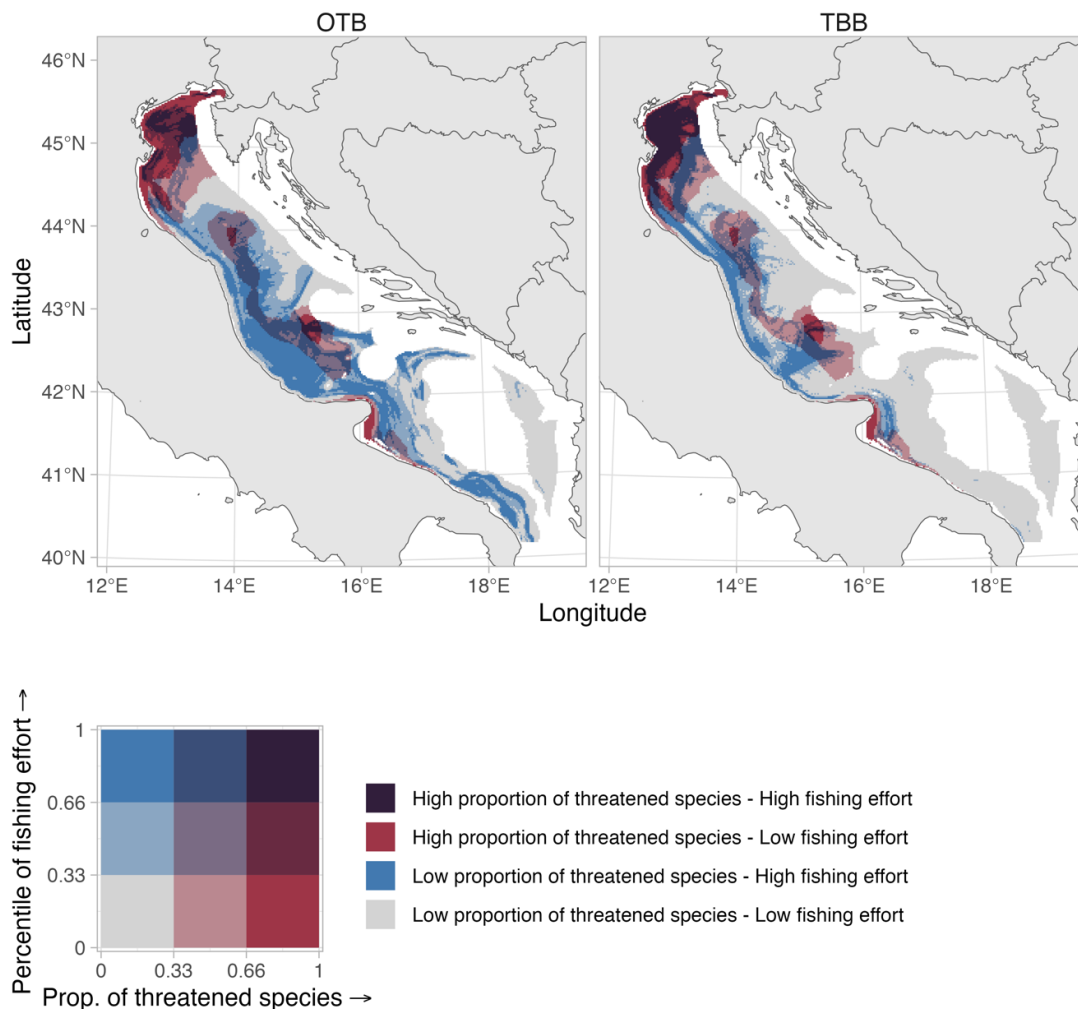 OTB
TBB
46°N
45°N
44°N
43°N
42°N
41°N
40°N
Latitude
12°E
14°E
16°E
18°E
12°E
14°E
16°E
18°E
Longitude
Percentile of fishing effort →
1
0.66
0.33
0
0
0.33
0.66
1
Prop. of threatened species →
High proportion of threatened species - High fishing effort
High proportion of threatened species - Low fishing effort
Low proportion of threatened species - High fishing effort
Low proportion of threatened species - Low fishing effort